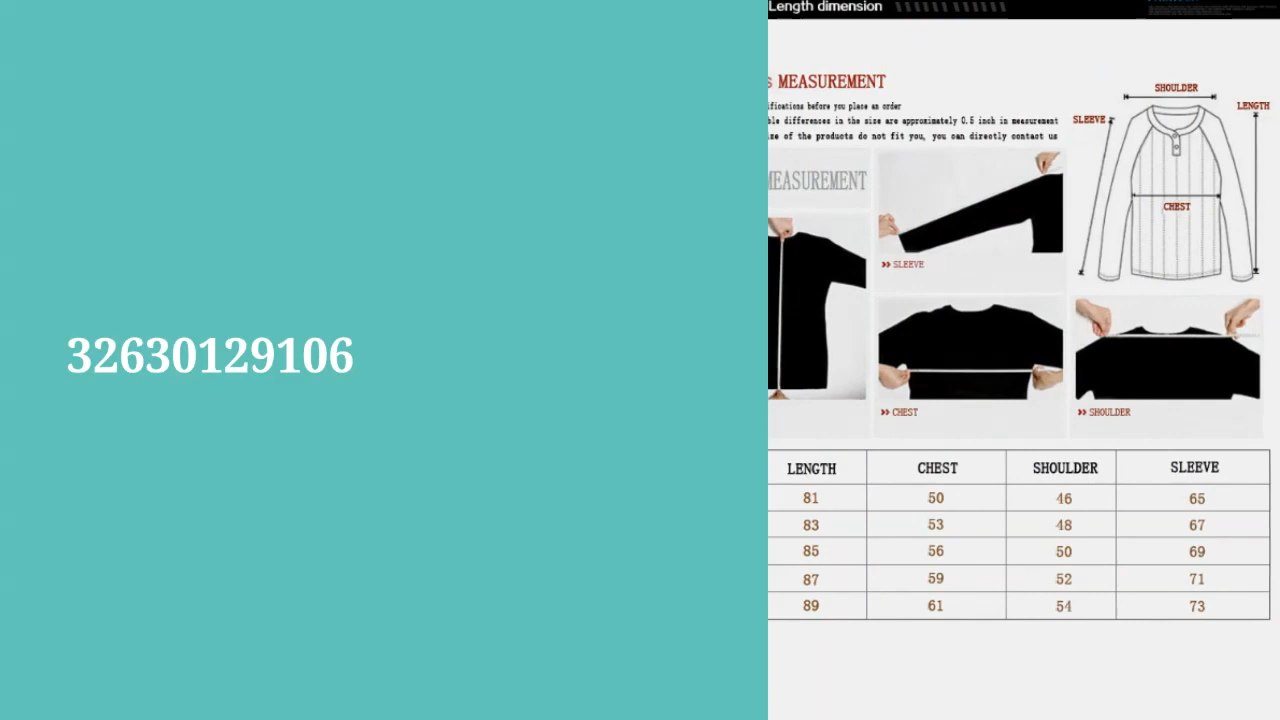 32630129106
Length dimension
MEASUREMENT
before you place an order
differences in the size are approximately 0.5 inch in measurement
of the products do not fit you, you can directly contact us
MEASUREMENT
SHOULDER
LENGTH
SLEEVE
CHEST
SLEEVE
CHEST
SHOULDER
LENGTH CHEST SHOULDER SLEEVE
81 50 46 65
83 53 48 67
85 56 50 69
87 59 52 71
89 61 54 73